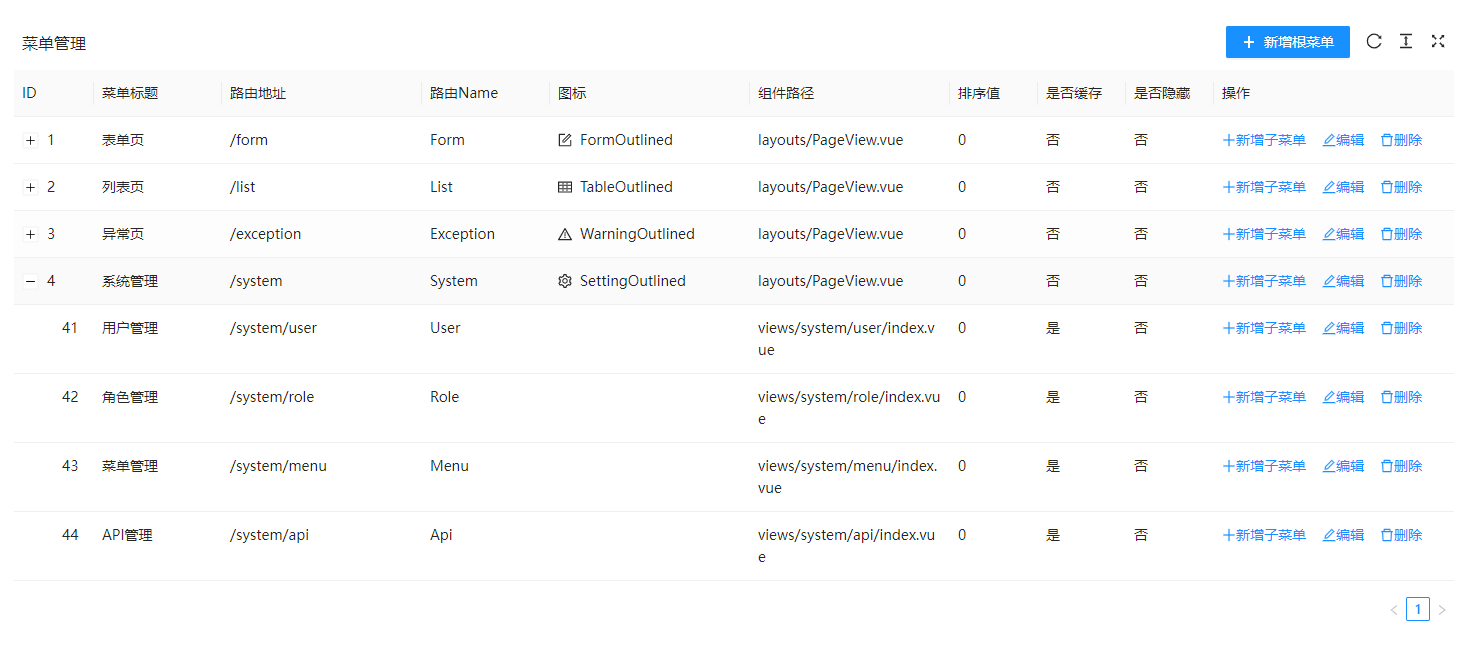 菜单管理
新增根菜单
ID 菜单标题 路由地址 路由Name 图标 组件路径 排序值 是否缓存 是否隐藏 操作
1 表单页 /form Form FormOutlined layouts/PageView.vue 0 否 否 新增子菜单 编辑 删除
2 列表页 /list List TableOutlined layouts/PageView.vue 0 否 否 新增子菜单 编辑 删除
3 异常页 /exception Exception WarningOutlined layouts/PageView.vue 0 否 否 新增子菜单 编辑 删除
4 系统管理 /system System SettingOutlined layouts/PageView.vue 0 否 否 新增子菜单 编辑 删除
41 用户管理 /system/user User views/system/user/index.v 0 是 否 新增子菜单 编辑 删除
ue
42 角色管理 /system/role Role views/system/role/index.vu 0 是 否 新增子菜单 编辑 删除
e
43 菜单管理 /system/menu Menu views/system/menu/index. 0 是 否 新增子菜单 编辑 删除
vue
44 API管理 /system/api Api views/system/api/index.vu 0 是 否 新增子菜单 编辑 删除
e
1